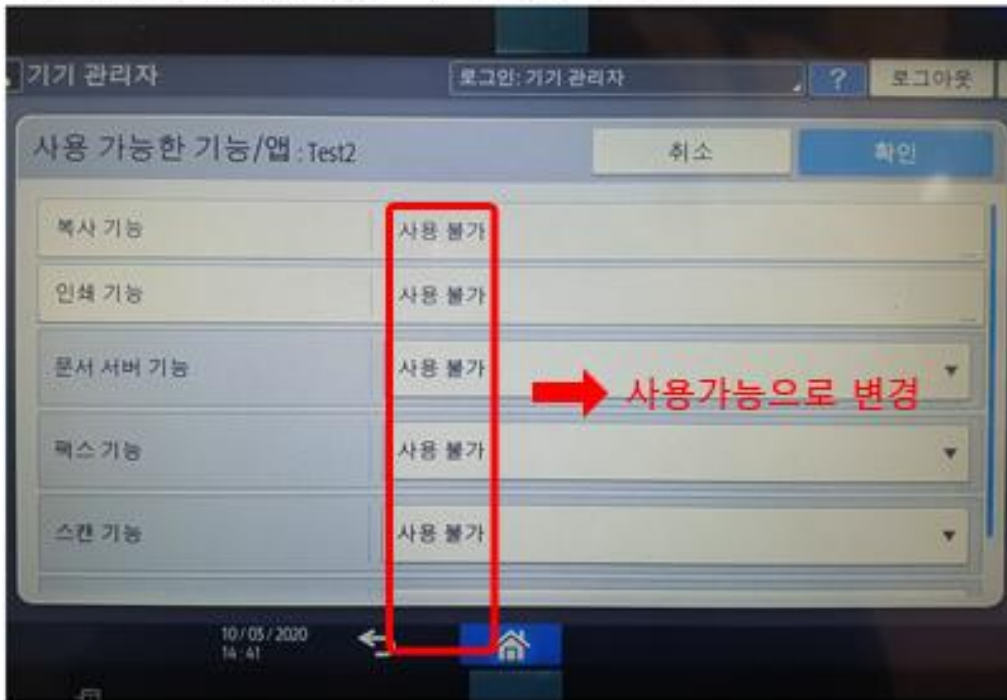 기기 관리자
로그인: 기기 관리자
?
로그아웃
사용 가능한 기능/앱 : Test2
취소
확인
복사 기능
사용 불가
인쇄 기능
사용 불가
문서 서버 기능
사용 불가
사용가능으로 변경
팩스 기능
사용 불가
스캔 기능
사용 불가
10/03/2020
14:41